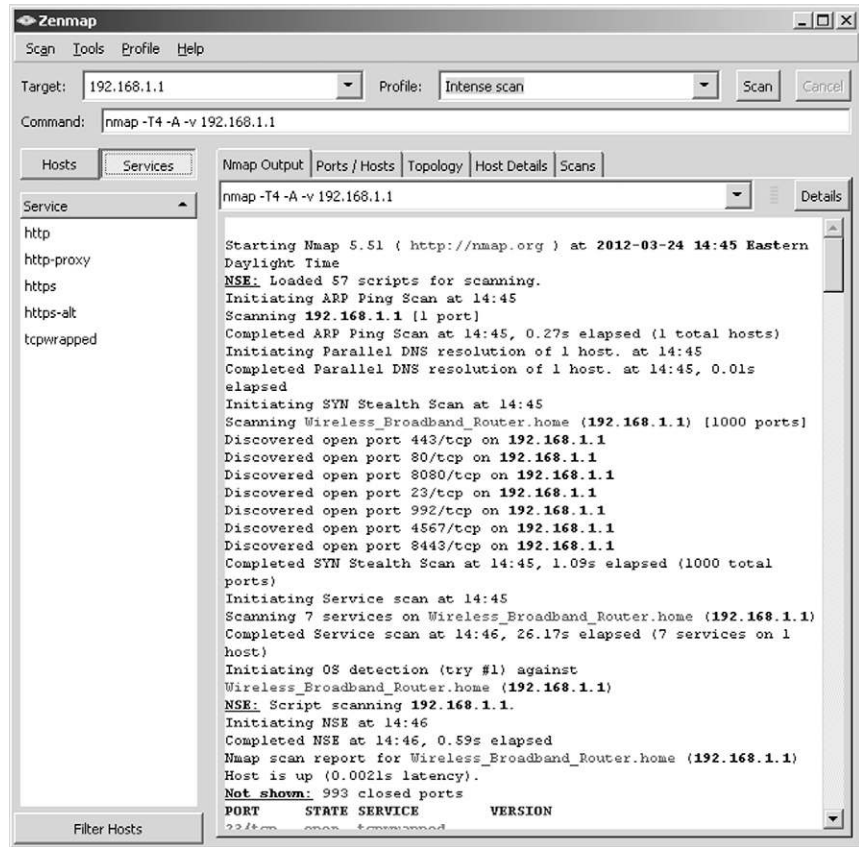 Zenmap
Scan Tools Profile Help
Target: 192.168.1.1 Profile: Intense scan Scan Cancel
Command: nmap -T4 -A -v 192.168.1.1
Hosts Services
Service
http
http-proxy
https
https-alt
tcpwrapped
Filter Hosts
Nmap Output Ports / Hosts Topology Host Details Scans
nmap -T4 -A -v 192.168.1.1 Details
Starting Nmap 5.51 ( http://nmap.org ) at 2012-03-24 14:45 Eastern
Daylight Time
NSE: Loaded 57 scripts for scanning.
Initiating ARP Ping Scan at 14:45
Scanning 192.168.1.1 [1 port]
Completed ARP Ping Scan at 14:45, 0.27s elapsed (1 total hosts)
Initiating Parallel DNS resolution of 1 host. at 14:45
Completed Parallel DNS resolution of 1 host. at 14:45, 0.01s
elapsed
Initiating SYN Stealth Scan at 14:45
Scanning Wireless_Broadband_Router.home (192.168.1.1) [1000 ports]
Discovered open port 443/tcp on 192.168.1.1
Discovered open port 80/tcp on 192.168.1.1
Discovered open port 8080/tcp on 192.168.1.1
Discovered open port 23/tcp on 192.168.1.1
Discovered open port 992/tcp on 192.168.1.1
Discovered open port 4567/tcp on 192.168.1.1
Discovered open port 8443/tcp on 192.168.1.1
Completed SYN Stealth Scan at 14:45, 1.09s elapsed (1000 total
ports)
Initiating Service scan at 14:45
Scanning 7 services on Wireless_Broadband_Router.home (192.168.1.1)
Completed Service scan at 14:46, 26.17s elapsed (7 services on 1
host)
Initiating OS detection (try #1) against
Wireless_Broadband_Router.home (192.168.1.1)
NSE: Script scanning 192.168.1.1.
Initiating NSE at 14:46
Completed NSE at 14:46, 0.59s elapsed
Nmap scan report for Wireless_Broadband_Router.home (192.168.1.1)
Host is up (0.0021s latency).
Not shown: 993 closed ports
PORT STATE SERVICE VERSION
23/tcp open tcpwrapped